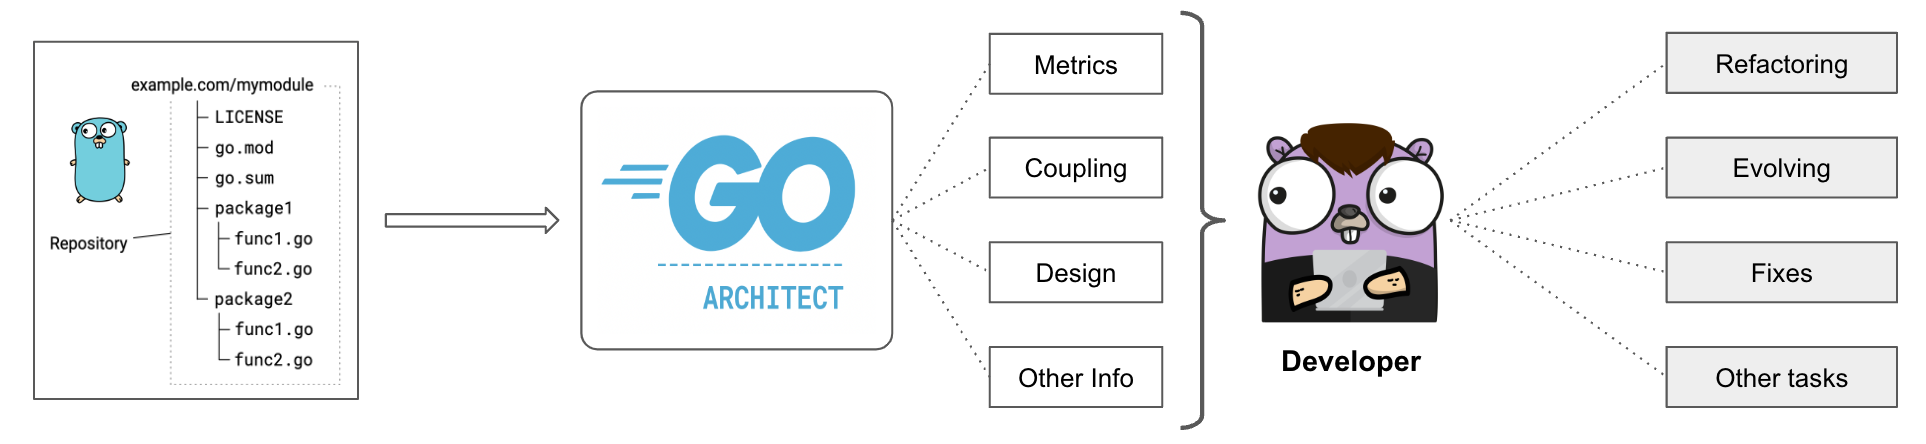 example.com/mymodule
LICENSE
go.mod
go.sum
package1
func1.go
func2.go
package2
func1.go
func2.go
Repository
GO
ARCHITECT
Metrics
Coupling
Design
Other Info
Developer
Refactoring
Evolving
Fixes
Other tasks